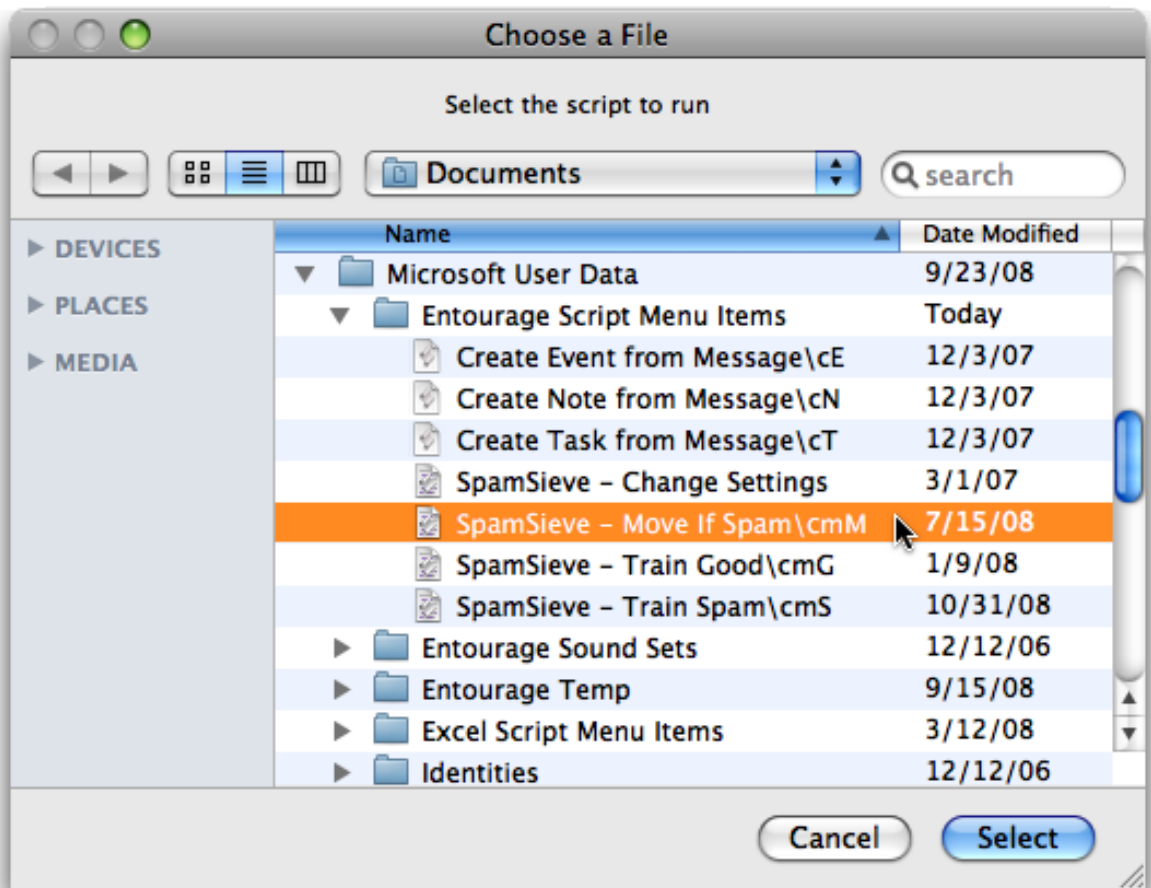 Choose a File
Select the script to run
Documents
search
DEVICES
PLACES
MEDIA
Name Date Modified
Microsoft User Data 9/23/08
Entourage Script Menu Items Today
Create Event from Message\cE 12/3/07
Create Note from Message\cN 12/3/07
Create Task from Message\cT 12/3/07
SpamSieve – Change Settings 3/1/07
SpamSieve – Move If Spam\cmM 7/15/08
SpamSieve – Train Good\cmG 1/9/08
SpamSieve – Train Spam\cmS 10/31/08
Entourage Sound Sets 12/12/06
Entourage Temp 9/15/08
Excel Script Menu Items 3/12/08
Identities 12/12/06
Cancel Select